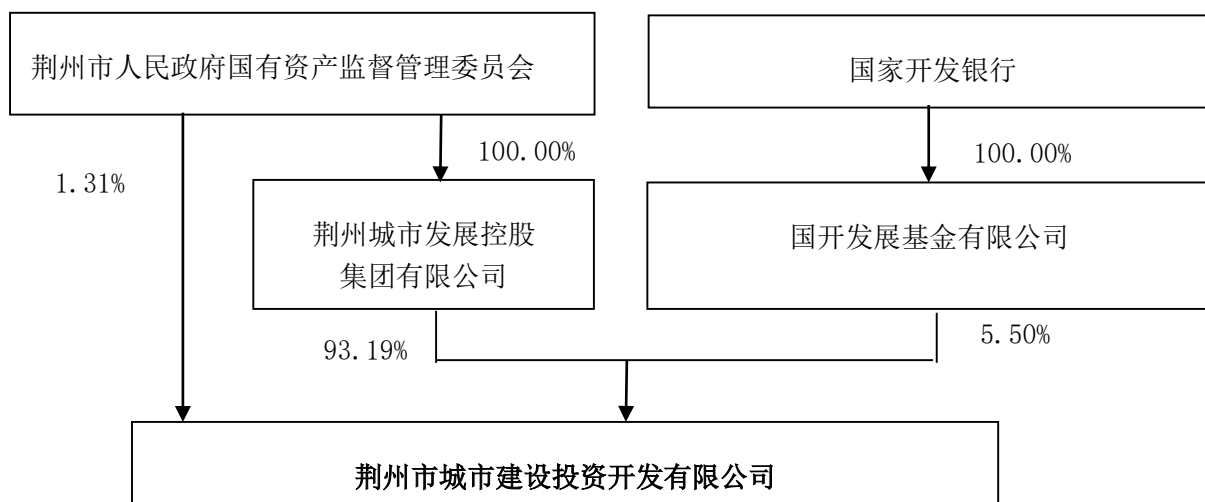 荆州市人民政府国有资产监督管理委员会
国家开发银行
100.00%
100.00%
1.31%
荆州城市发展控股
集团有限公司
国开发展基金有限公司
93.19%
5.50%
荆州市城市建设投资开发有限公司